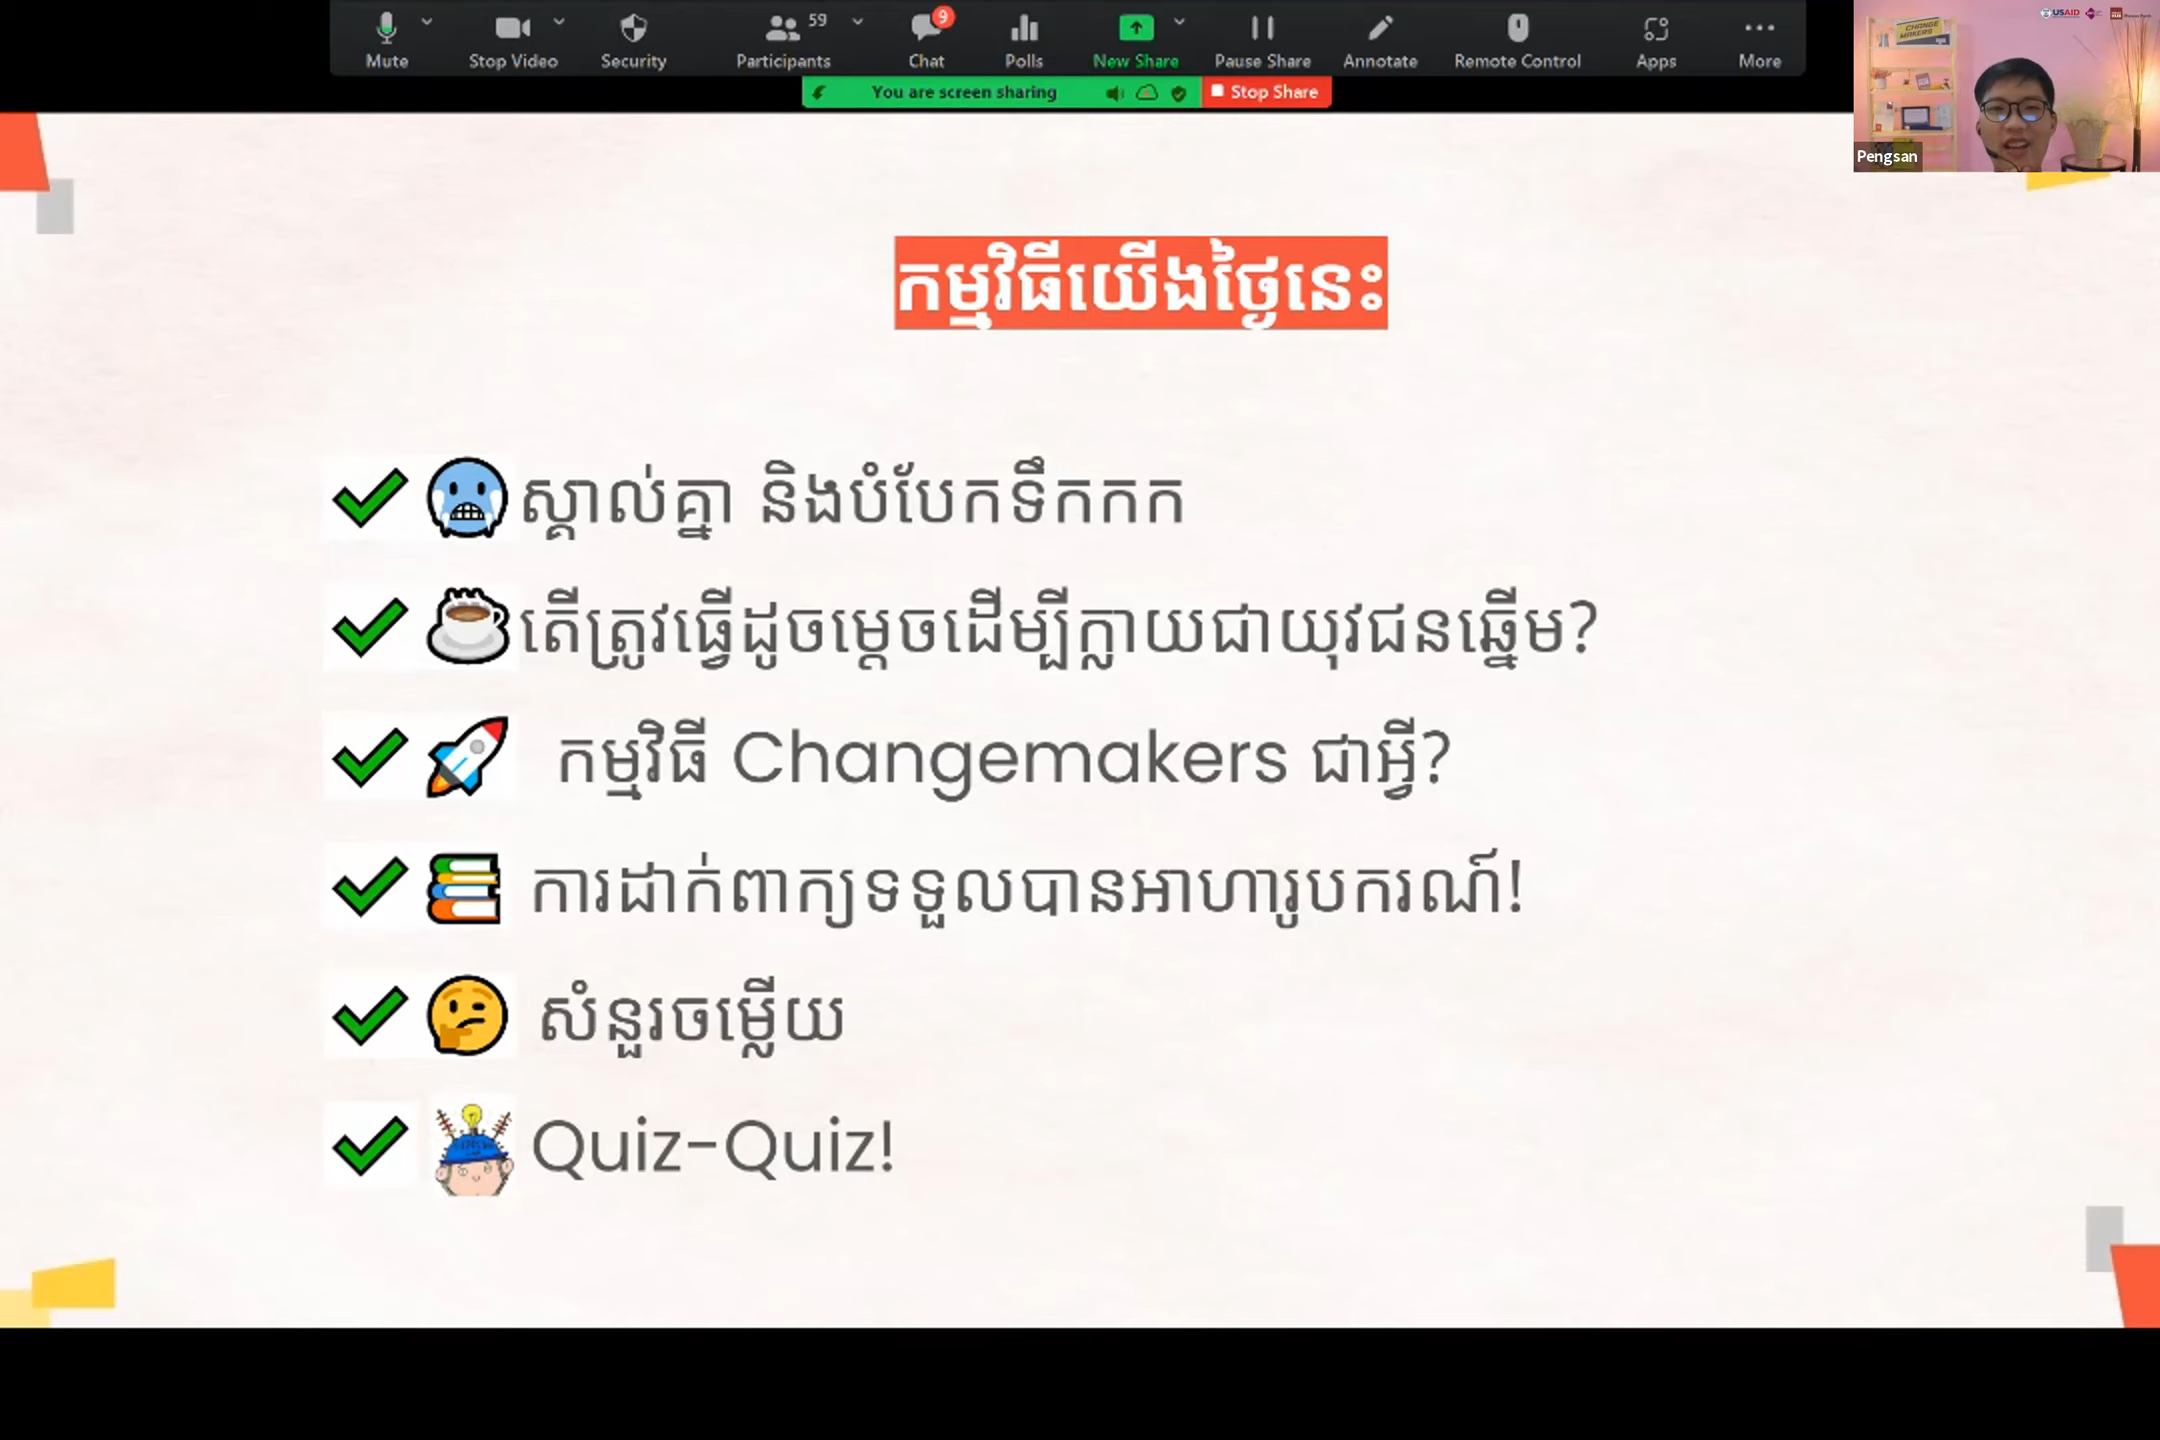 Mute
Stop Video
Security
59
Participants
9
Chat
Polls
New Share
Pause Share
Annotate
Remote Control
Apps
More
You are screen sharing
Stop Share
USAID
CHANGE MAKERS
Pengsan
កម្មវិធីយើងថ្ងៃនេះ
ស្គាល់គ្នា និងបំបែកទឹកកក
តើត្រូវធ្វើដូចម្ដេចដើម្បីក្លាយជាយុវជនឆ្នើម?
កម្មវិធី Changemakers ជាអ្វី?
ការដាក់ពាក្យទទួលបានអាហារូបករណ៍!
សំនួរចម្លើយ
Quiz-Quiz!